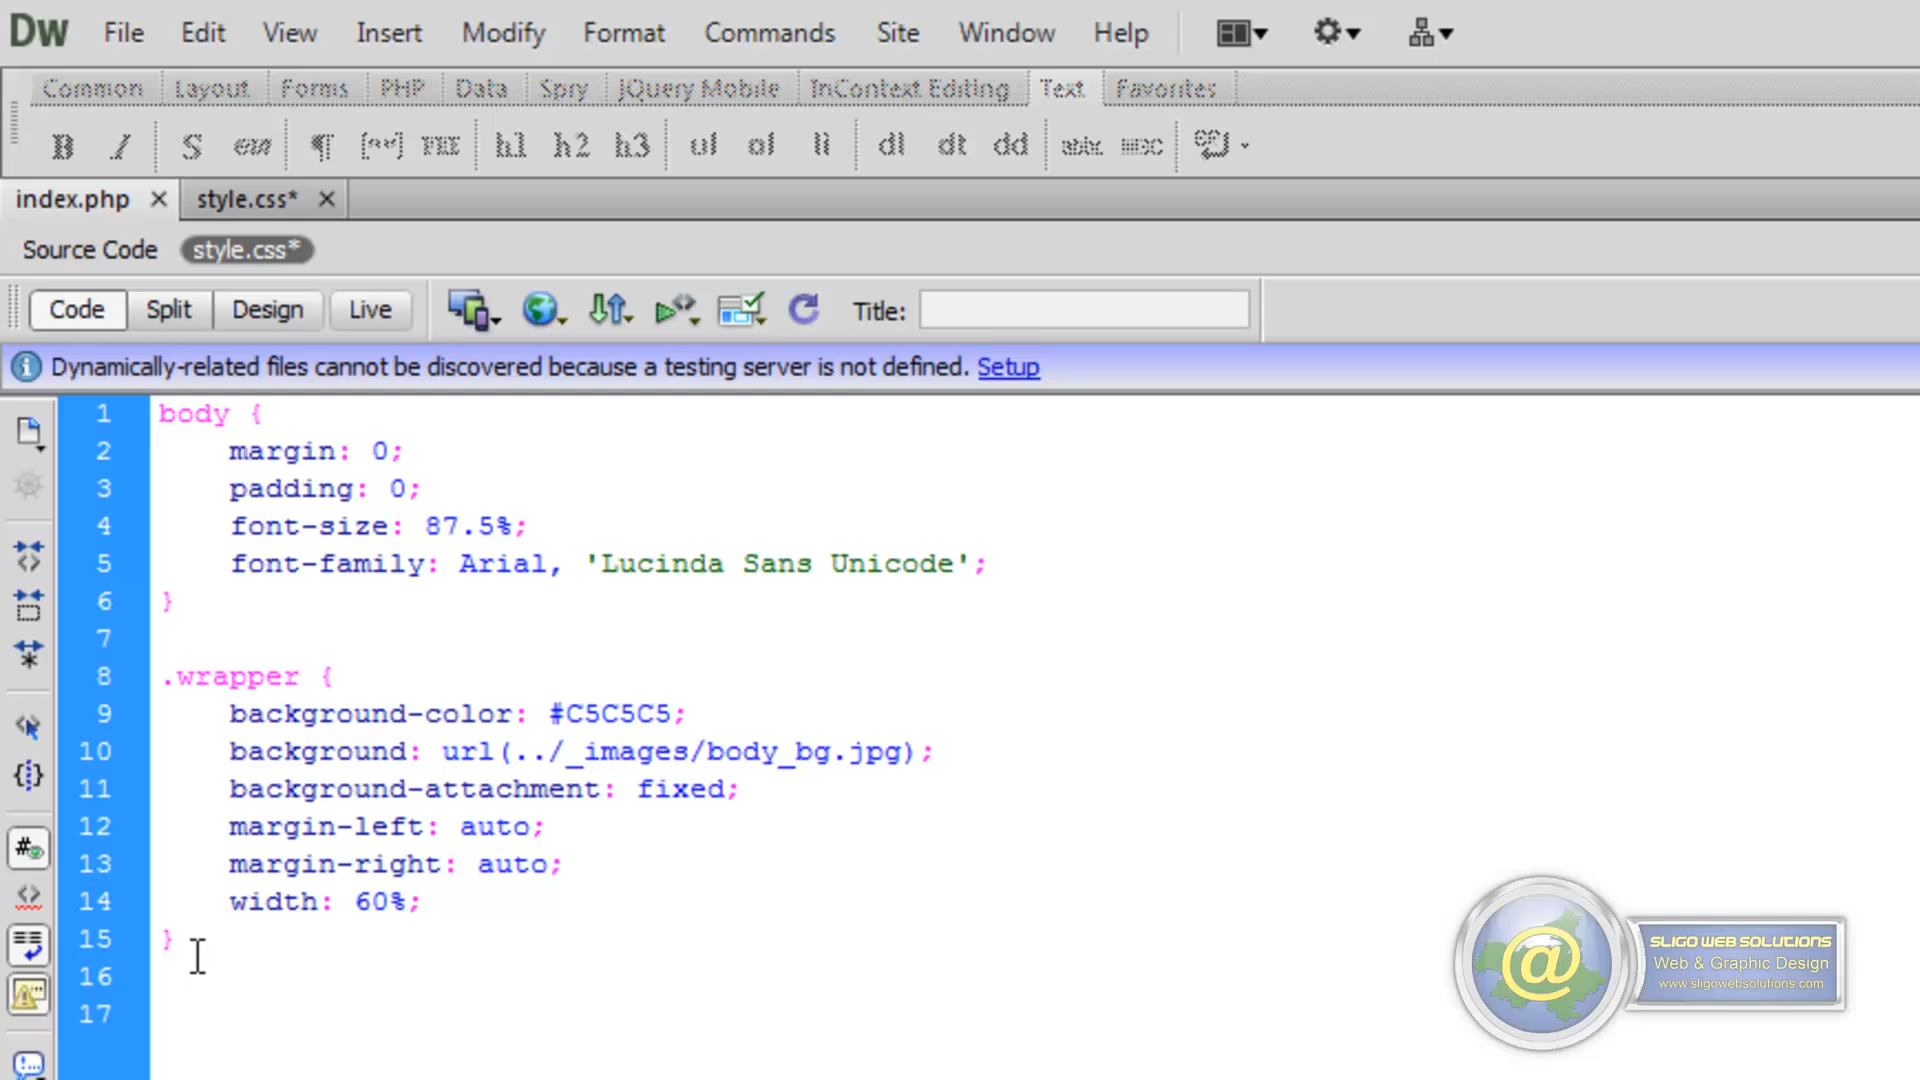 Dw File Edit View Insert Modify Format Commands Site Window Help
Common Layout Forms PHP Data Spry jQuery Mobile InContext Editing Text Favorites
B I S em ¶ [""] PRE h1 h2 h3 ul ol li dl dt dd abbr. W3C
index.php style.css*
Source Code style.css*
Code Split Design Live Title:
Dynamically-related files cannot be discovered because a testing server is not defined. Setup
1 body {
2 margin: 0;
3 padding: 0;
4 font-size: 87.5%;
5 font-family: Arial, 'Lucinda Sans Unicode';
6 }
7
8 .wrapper {
9 background-color: #C5C5C5;
10 background: url(../_images/body_bg.jpg);
11 background-attachment: fixed;
12 margin-left: auto;
13 margin-right: auto;
14 width: 60%;
15 }
16
17
@
SLIGO WEB SOLUTIONS
Web & Graphic Design
www.sligowebsolutions.com